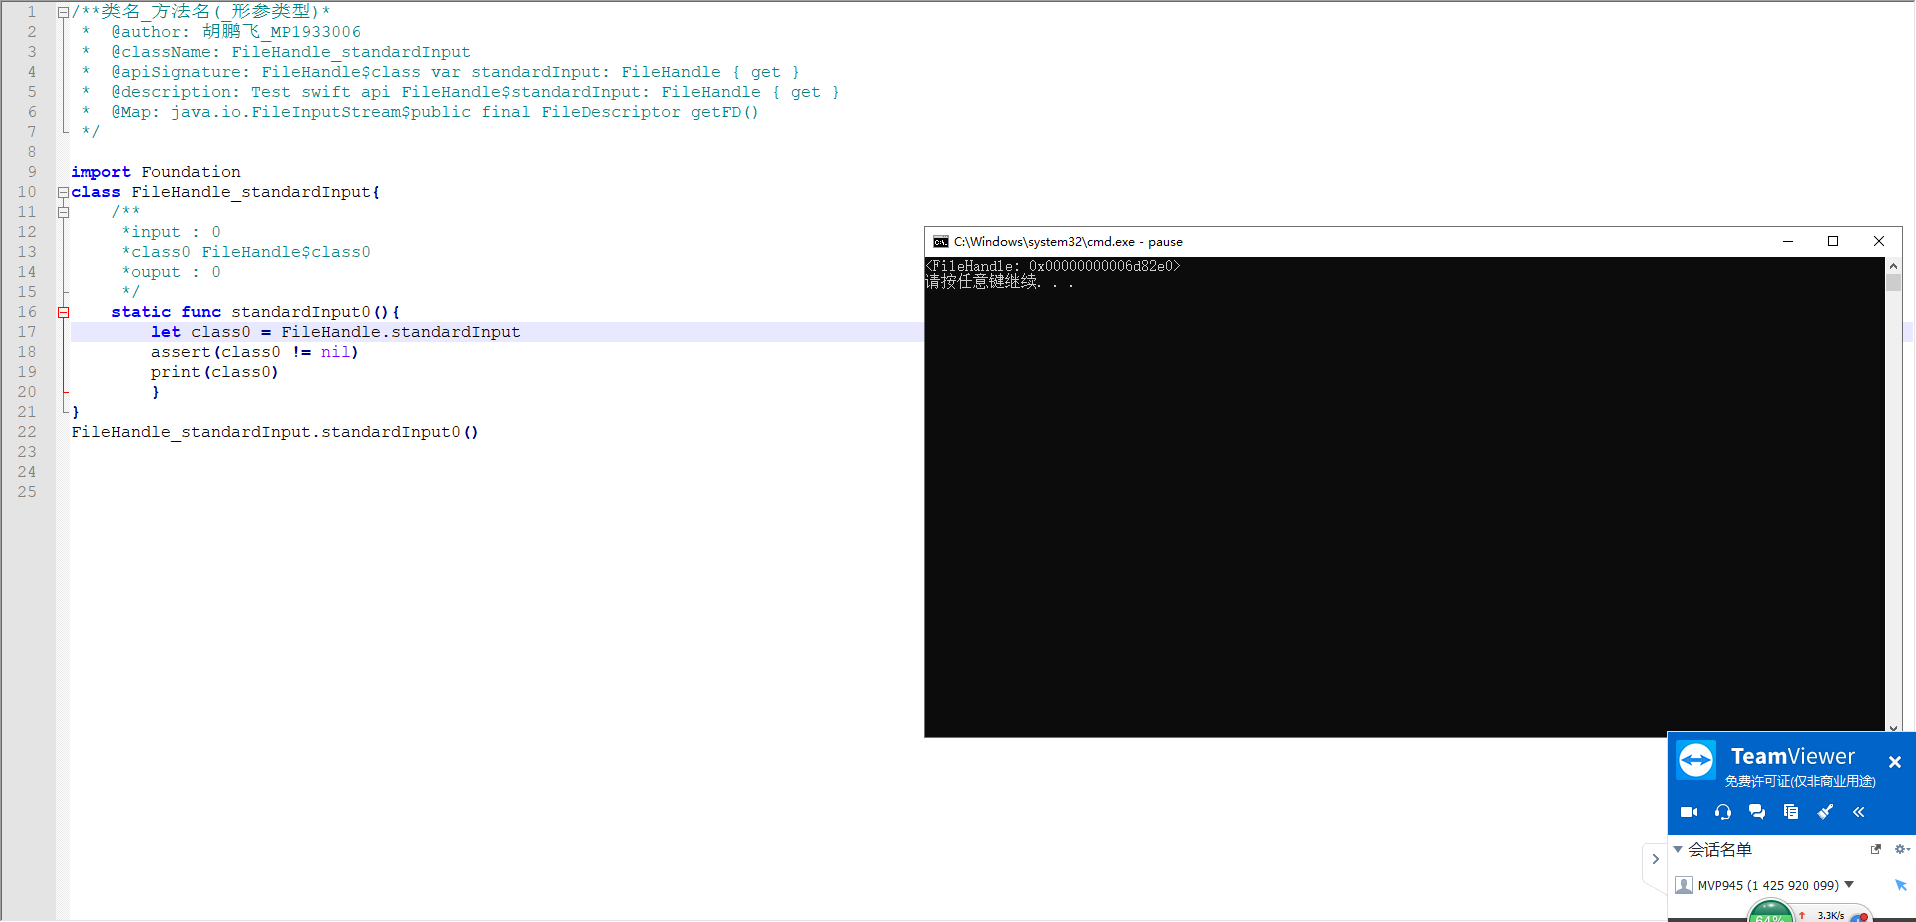 1 /**类名_方法名(_形参类型)*
2 * @author: 胡鹏飞_MP1933006
3 * @className: FileHandle_standardInput
4 * @apiSignature: FileHandle$class var standardInput: FileHandle { get }
5 * @description: Test swift api FileHandle$standardInput: FileHandle { get }
6 * @Map: java.io.FileInputStream$public final FileDescriptor getFD()
7 */
8
9 import Foundation
10 class FileHandle_standardInput{
11 /**
12 *input : 0
13 *class0 FileHandle$class0
14 *ouput : 0
15 */
16 static func standardInput0(){
17 let class0 = FileHandle.standardInput
18 assert(class0 != nil)
19 print(class0)
20 }
21 }
22 FileHandle_standardInput.standardInput0()
23
24
25
C:\Windows\system32\cmd.exe - pause
<FileHandle: 0x00000000006d82e0>
请按任意键继续. . .
TeamViewer
免费许可证(仅非商业用途)
会话名单
MVP945 (1 425 920 099)
64%
3.3K/s